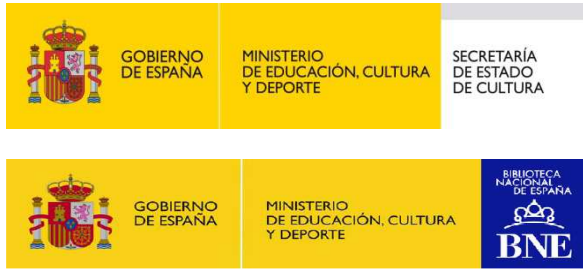 GOBIERNO
DE ESPAÑA
MINISTERIO
DE EDUCACIÓN, CULTURA
Y DEPORTE
SECRETARÍA
DE ESTADO
DE CULTURA
GOBIERNO
DE ESPAÑA
MINISTERIO
DE EDUCACIÓN, CULTURA
Y DEPORTE
BIBLIOTECA
NACIONAL
DE ESPAÑA
BNE